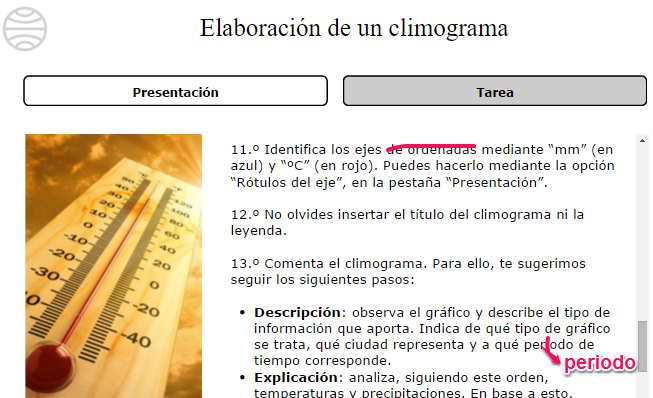 Elaboración de un climograma
Presentación
Tarea
11.º Identifica los ejes de ordenadas mediante “mm” (en
azul) y “ºC” (en rojo). Puedes hacerlo mediante la opción
“Rótulos del eje”, en la pestaña “Presentación”.
12.º No olvides insertar el título del climograma ni la
leyenda.
13.º Comenta el climograma. Para ello, te sugerimos
seguir los siguientes pasos:
• Descripción: observa el gráfico y describe el tipo de
información que aporta. Indica de qué tipo de gráfico
se trata, qué ciudad representa y a qué periodo de
tiempo corresponde.
periodo
• Explicación: analiza, siguiendo este orden,
temperaturas y precipitaciones. En base a esto,